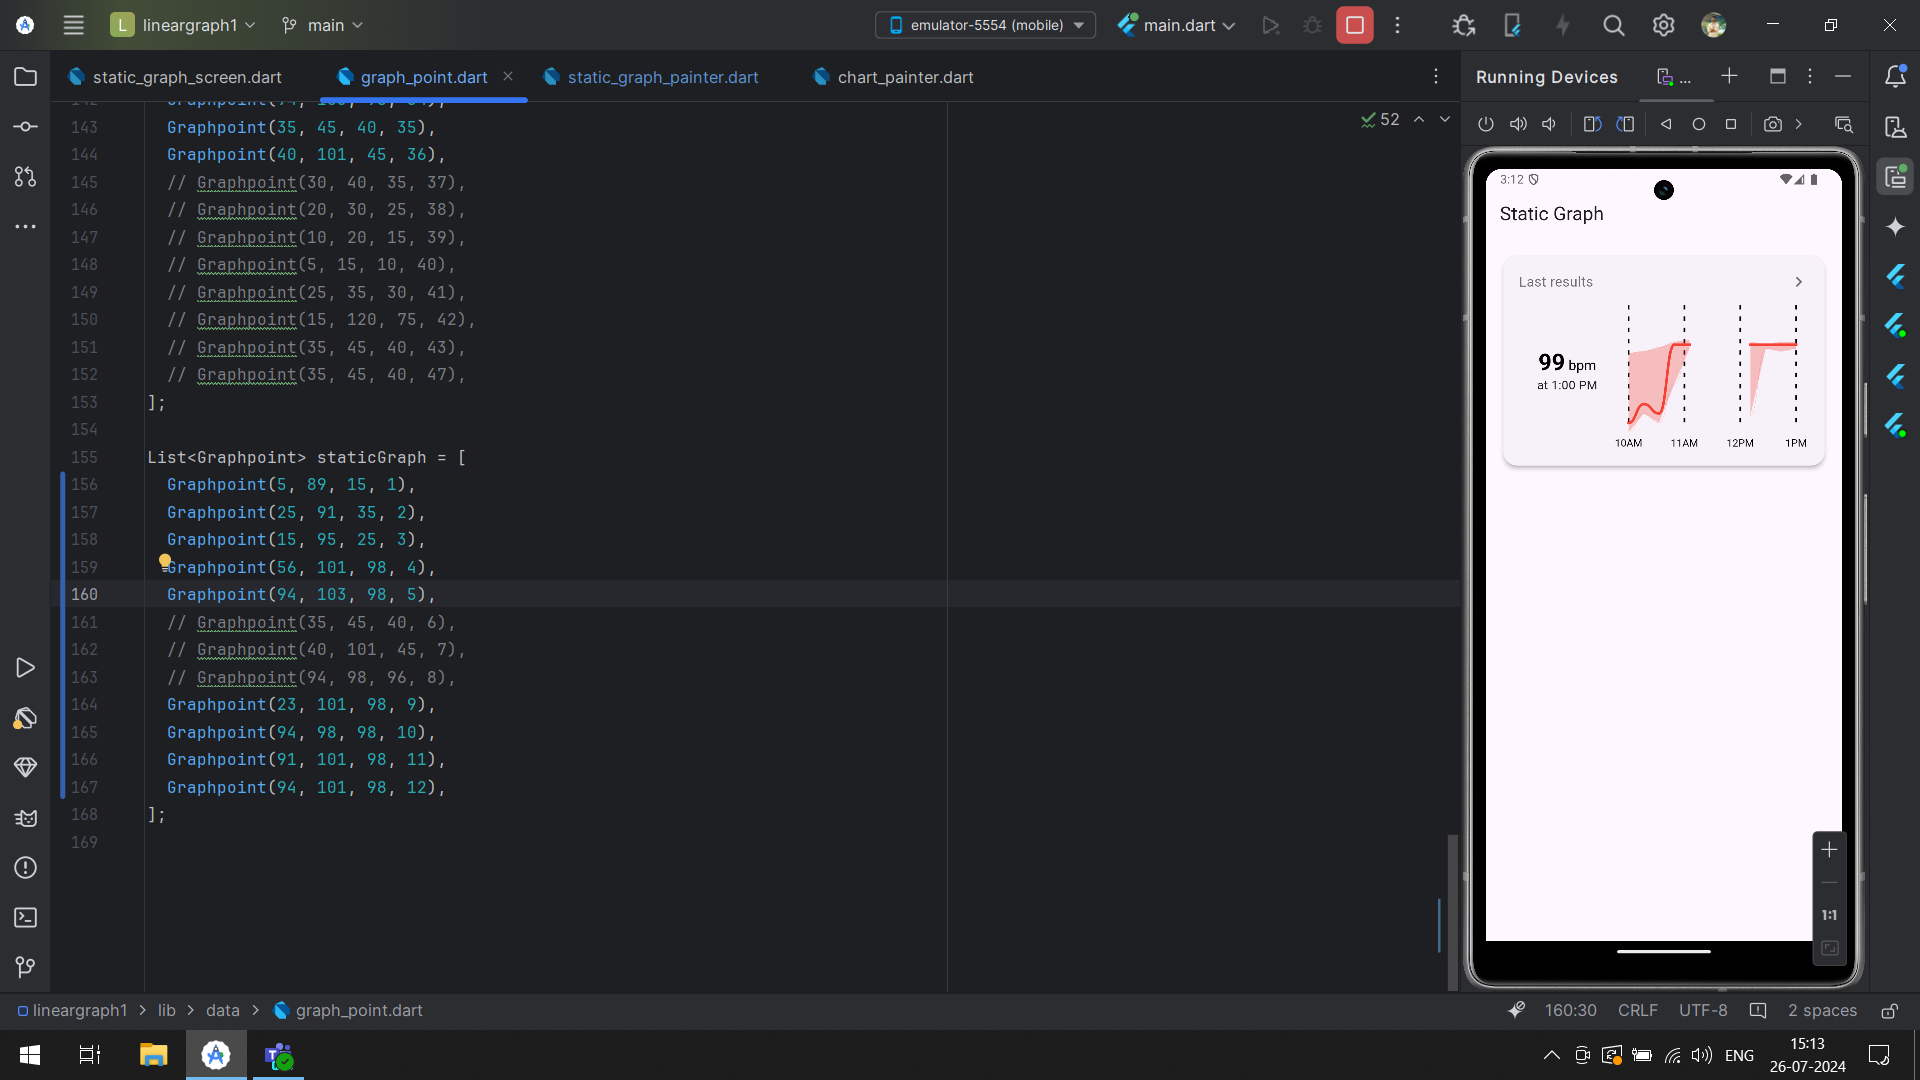 L lineargraph1
main
emulator-5554 (mobile)
main.dart
static_graph_screen.dart
graph_point.dart
static_graph_painter.dart
chart_painter.dart
Running Devices
...
52
143 Graphpoint(35, 45, 40, 35),
144 Graphpoint(40, 101, 45, 36),
145 // Graphpoint(30, 40, 35, 37),
146 // Graphpoint(20, 30, 25, 38),
147 // Graphpoint(10, 20, 15, 39),
148 // Graphpoint(5, 15, 10, 40),
149 // Graphpoint(25, 35, 30, 41),
150 // Graphpoint(15, 120, 75, 42),
151 // Graphpoint(35, 45, 40, 43),
152 // Graphpoint(35, 45, 40, 47),
153 ];
154
155 List<Graphpoint> staticGraph = [
156 Graphpoint(5, 89, 15, 1),
157 Graphpoint(25, 91, 35, 2),
158 Graphpoint(15, 95, 25, 3),
159 Graphpoint(56, 101, 98, 4),
160 Graphpoint(94, 103, 98, 5),
161 // Graphpoint(35, 45, 40, 6),
162 // Graphpoint(40, 101, 45, 7),
163 // Graphpoint(94, 98, 96, 8),
164 Graphpoint(23, 101, 98, 9),
165 Graphpoint(94, 98, 98, 10),
166 Graphpoint(91, 101, 98, 11),
167 Graphpoint(94, 101, 98, 12),
168 ];
169
3:12
Static Graph
Last results
99 bpm
at 1:00 PM
10AM 11AM 12PM 1PM
1:1
lineargraph1 > lib > data > graph_point.dart
160:30 CRLF UTF-8 2 spaces
ENG
15:13
26-07-2024